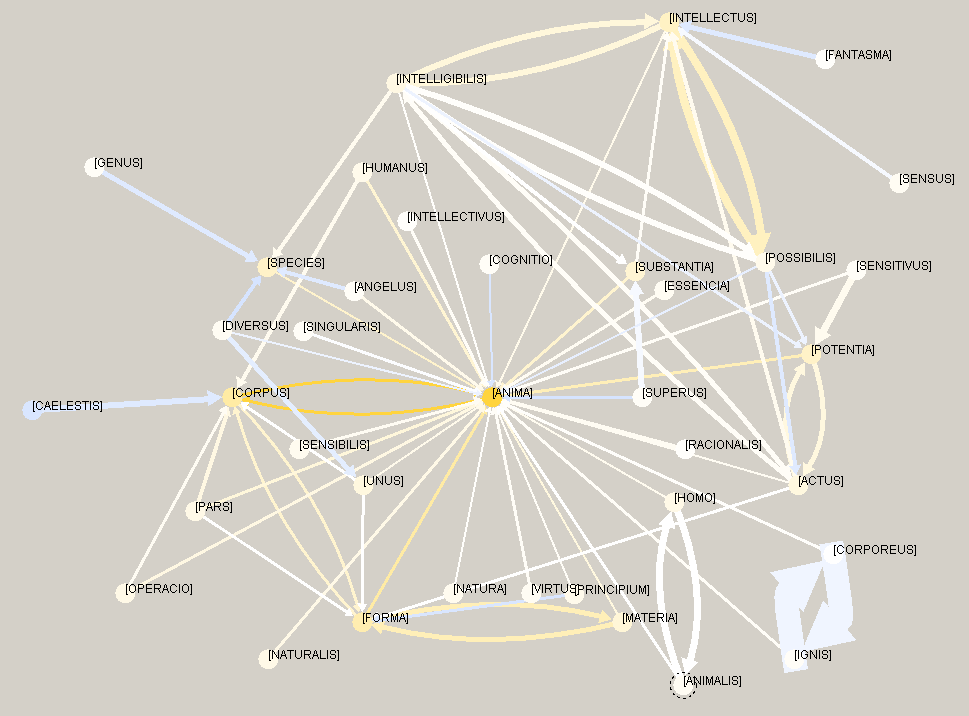 [INTELLECTUS]
[FANTASMA]
[INTELLIGIBILIS]
[GENUS]
[HUMANUS]
[SENSUS]
[INTELLECTIVUS]
[SPECIES]
[COGNITIO]
[SUBSTANTIA]
[POSSIBILIS]
[SENSITIVUS]
[ANGELUS]
[ESSENCIA]
[DIVERSUS]
[SINGULARIS]
[POTENTIA]
[CAELESTIS]
[CORPUS]
[ANIMA]
[SUPERUS]
[SENSIBILIS]
[RACIONALIS]
[UNUS]
[ACTUS]
[PARS]
[HOMO]
[CORPOREUS]
[OPERACIO]
[NATURA]
[VIRTUS]
[PRINCIPIUM]
[FORMA]
[MATERIA]
[NATURALIS]
[IGNIS]
[ANIMALIS]